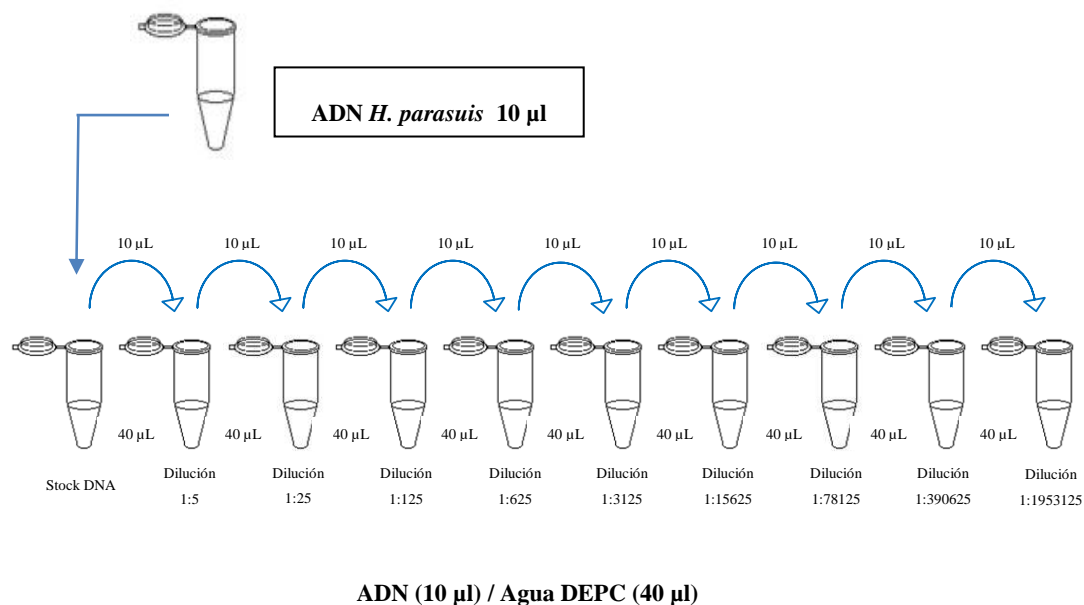 ADN H. parasuis 10 µl
10 µL 10 µL 10 µL 10 µL 10 µL 10 µL 10 µL 10 µL 10 µL
40 µL 40 µL 40 µL 40 µL 40 µL 40 µL 40 µL 40 µL 40 µL
Stock DNA
Dilución
1:5
Dilución
1:25
Dilución
1:125
Dilución
1:625
Dilución
1:3125
Dilución
1:15625
Dilución
1:78125
Dilución
1:390625
Dilución
1:1953125
ADN (10 µl) / Agua DEPC (40 µl)